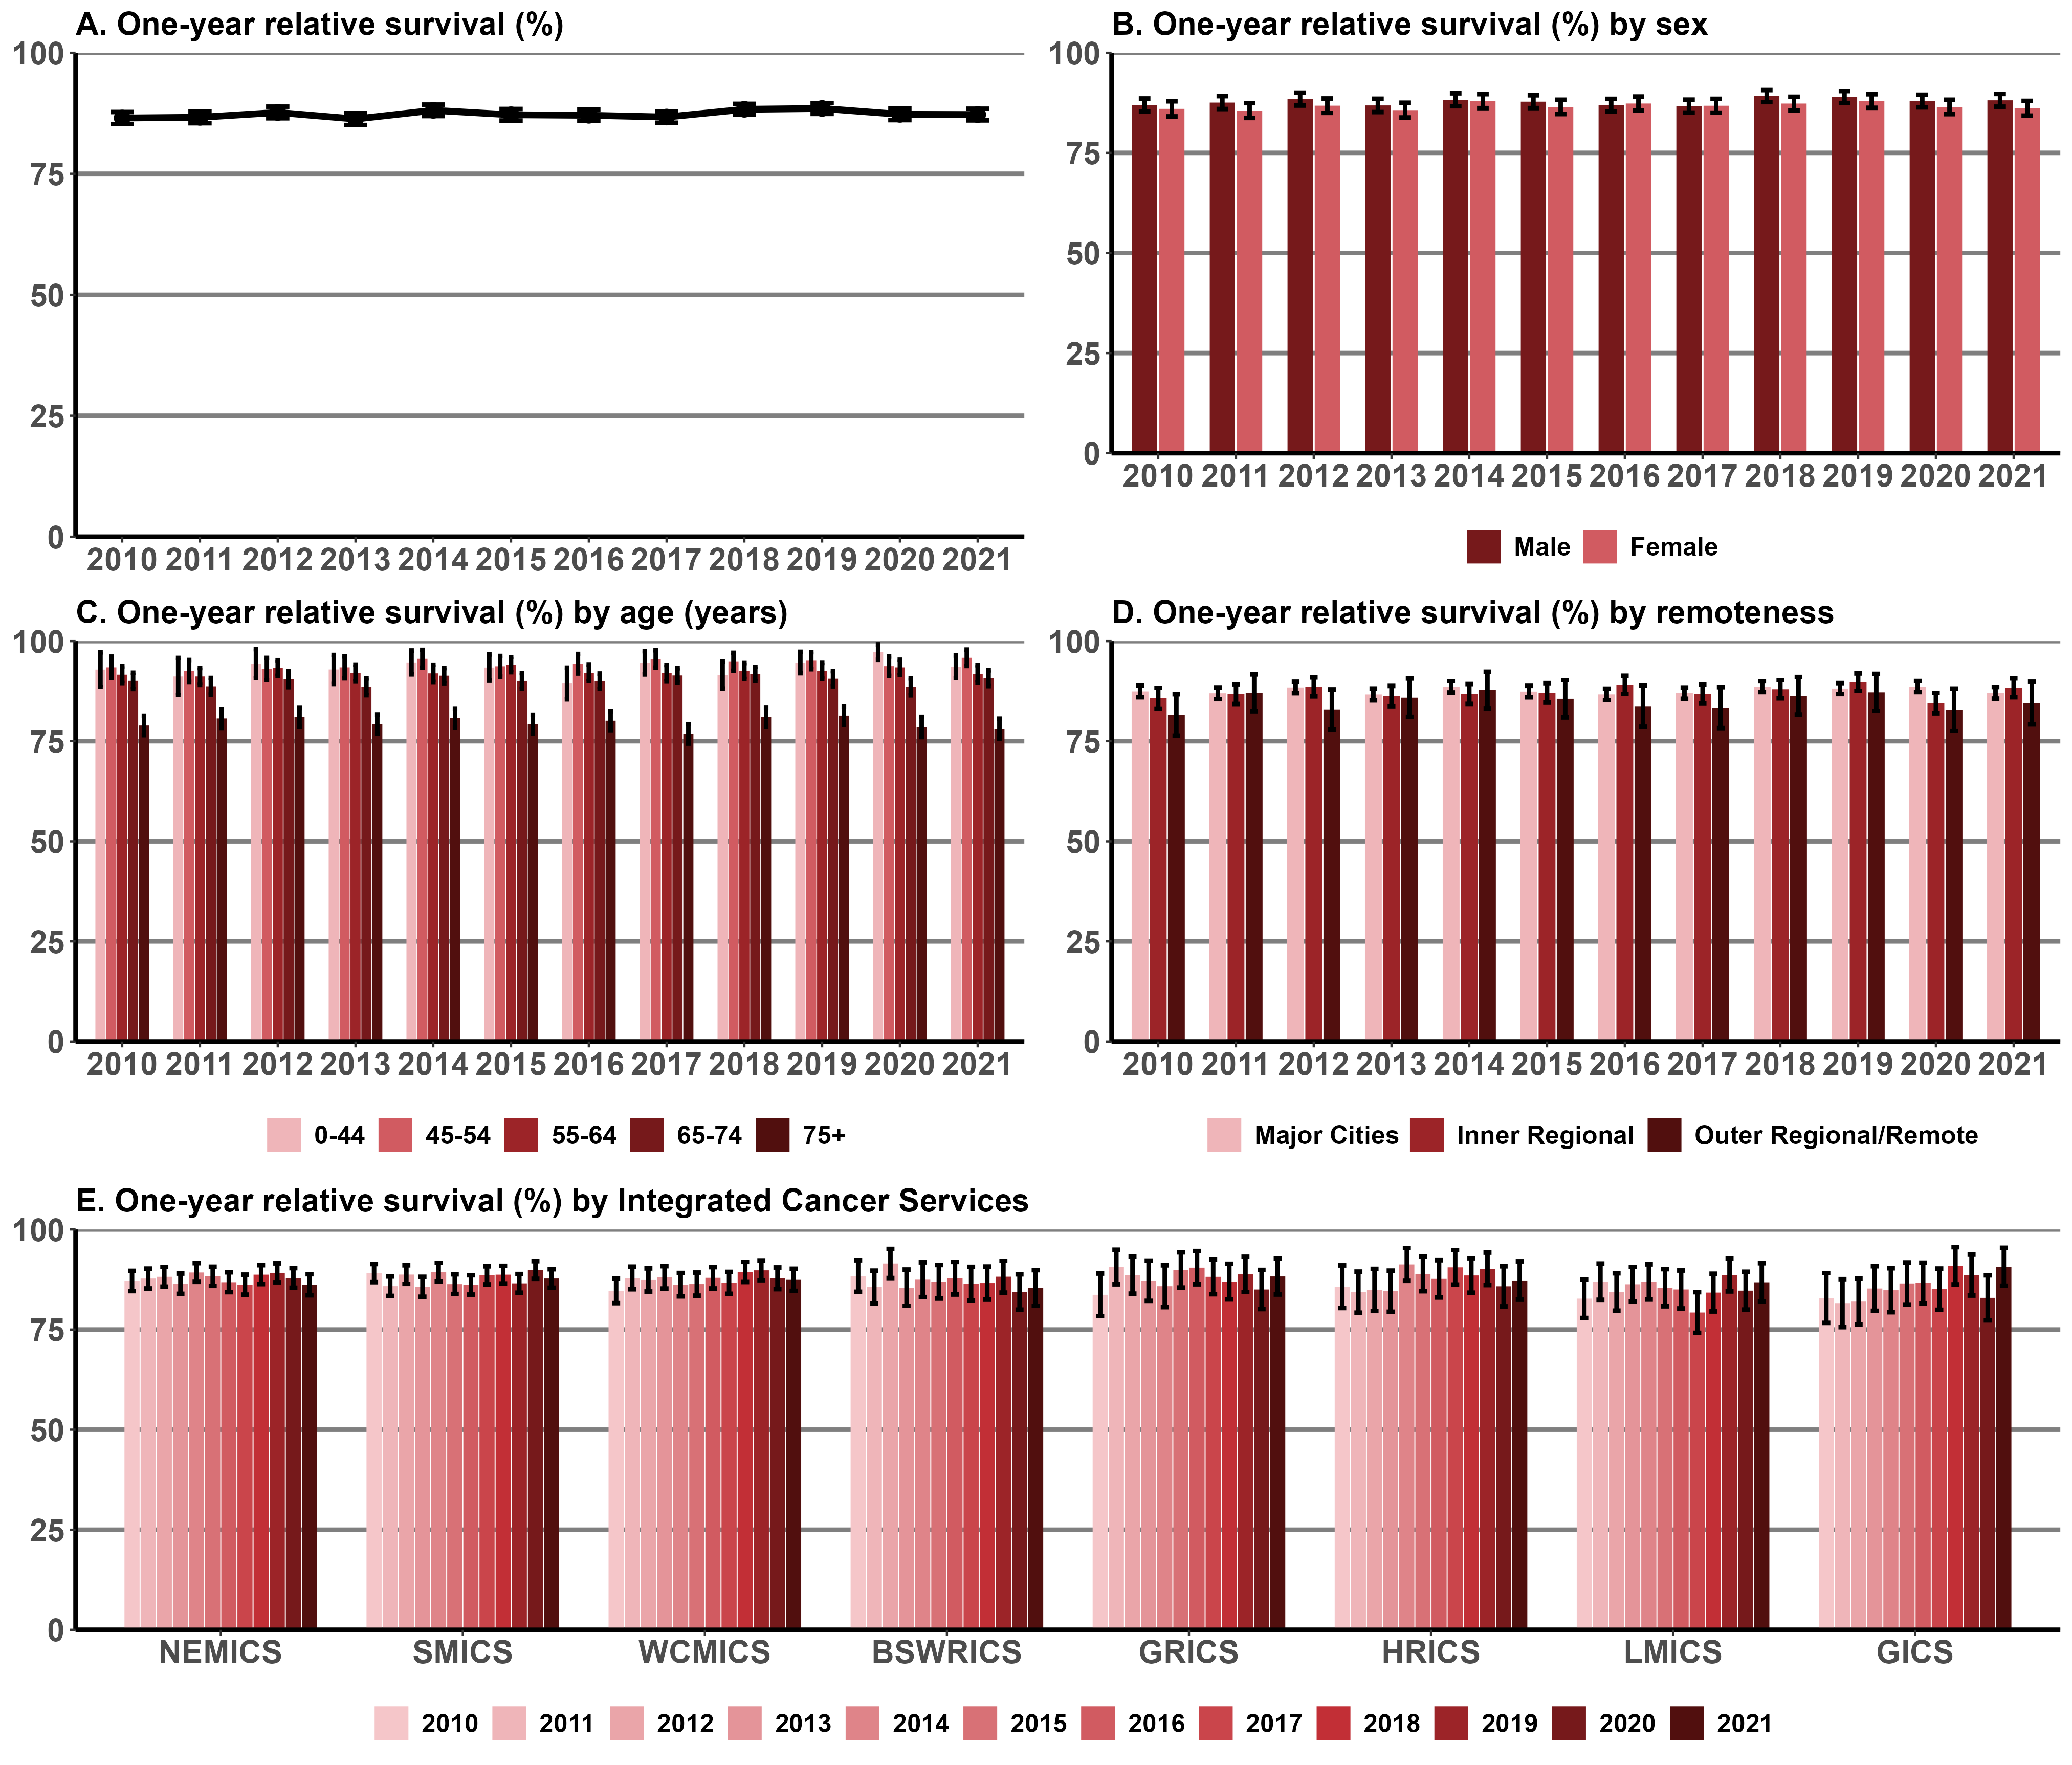 A. One-year relative survival (%)
100
75
50
25
0
2010 2011 2012 2013 2014 2015 2016 2017 2018 2019 2020 2021
B. One-year relative survival (%) by sex
100
75
50
25
0
2010 2011 2012 2013 2014 2015 2016 2017 2018 2019 2020 2021
Male Female
C. One-year relative survival (%) by age (years)
100
75
50
25
0
2010 2011 2012 2013 2014 2015 2016 2017 2018 2019 2020 2021
0-44 45-54 55-64 65-74 75+
D. One-year relative survival (%) by remoteness
100
75
50
25
0
2010 2011 2012 2013 2014 2015 2016 2017 2018 2019 2020 2021
Major Cities Inner Regional Outer Regional/Remote
E. One-year relative survival (%) by Integrated Cancer Services
100
75
50
25
0
NEMICS SMICS WCMICS BSWRICS GRICS HRICS LMICS GICS
2010 2011 2012 2013 2014 2015 2016 2017 2018 2019 2020 2021